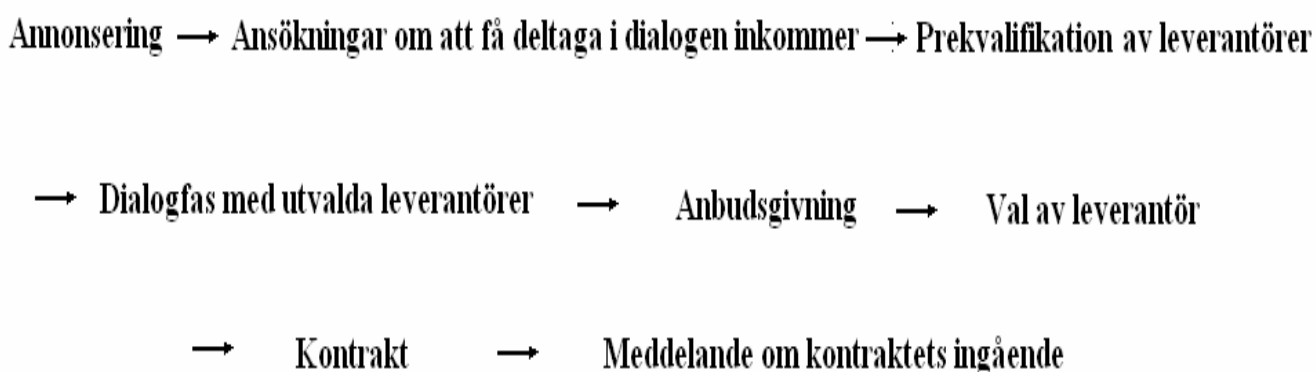 Annonsering → Ansökningar om att få deltaga i dialogen inkommer → Prekvalifikation av leverantörer
→ Dialogfas med utvalda leverantörer → Anbudsgivning → Val av leverantör
→ Kontrakt → Meddelande om kontraktets ingående